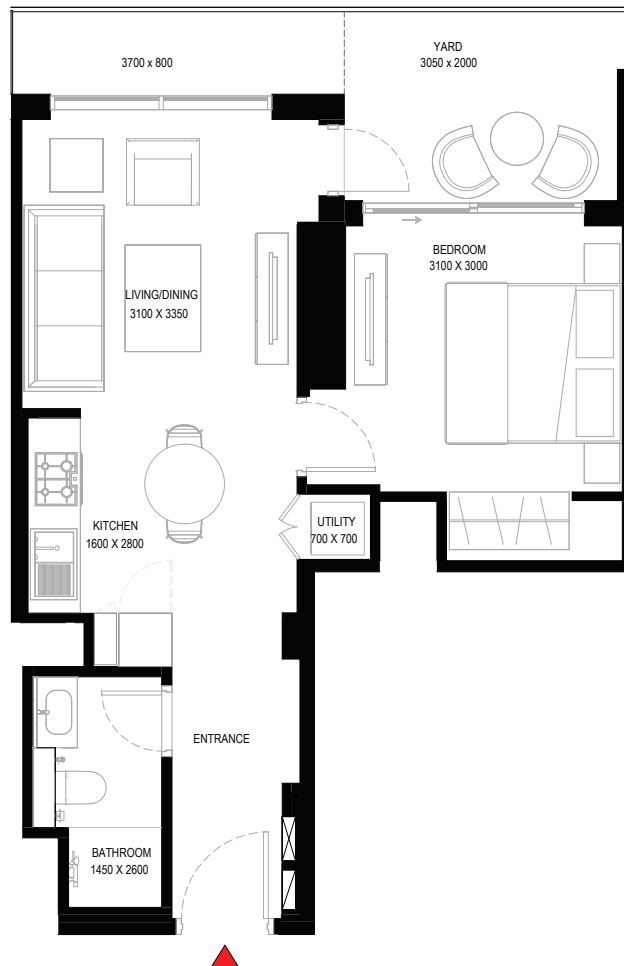 3700 x 800
YARD
3050 x 2000
BEDROOM
3100 X 3000
LIVING/DINING
3100 X 3350
KITCHEN
1600 X 2800
UTILITY
700 X 700
ENTRANCE
BATHROOM
1450 X 2600